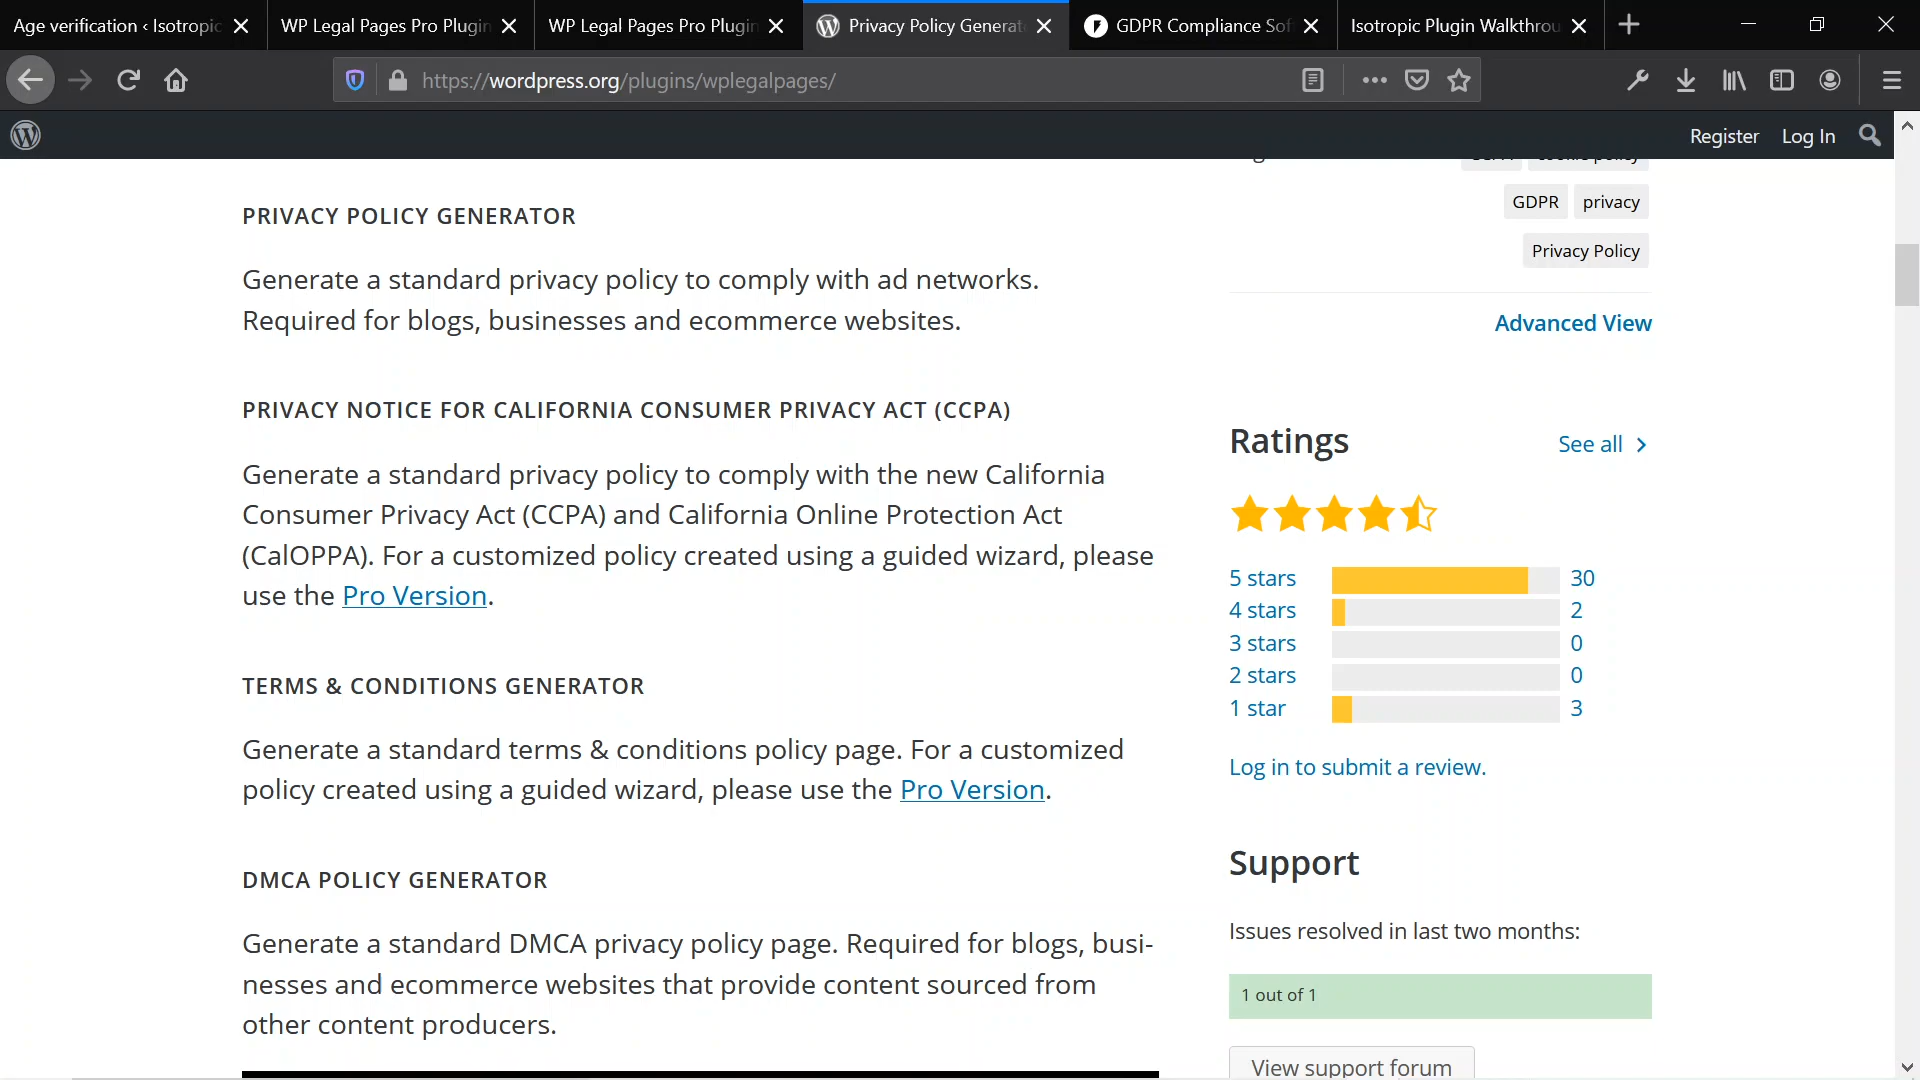 Age verification ‹ Isotropic
WP Legal Pages Pro Plugin
WP Legal Pages Pro Plugin
Privacy Policy Generat
GDPR Compliance Sof
Isotropic Plugin Walkthrou
https://wordpress.org/plugins/wplegalpages/
Register
Log In
GDPR
privacy
Privacy Policy
Advanced View
PRIVACY POLICY GENERATOR
Generate a standard privacy policy to comply with ad networks.
Required for blogs, businesses and ecommerce websites.
PRIVACY NOTICE FOR CALIFORNIA CONSUMER PRIVACY ACT (CCPA)
Generate a standard privacy policy to comply with the new California
Consumer Privacy Act (CCPA) and California Online Protection Act
(CalOPPA). For a customized policy created using a guided wizard, please
use the Pro Version.
TERMS & CONDITIONS GENERATOR
Generate a standard terms & conditions policy page. For a customized
policy created using a guided wizard, please use the Pro Version.
DMCA POLICY GENERATOR
Generate a standard DMCA privacy policy page. Required for blogs, busi-
nesses and ecommerce websites that provide content sourced from
other content producers.
Ratings
See all
5 stars 30
4 stars 2
3 stars 0
2 stars 0
1 star 3
Log in to submit a review.
Support
Issues resolved in last two months:
1 out of 1
View support forum